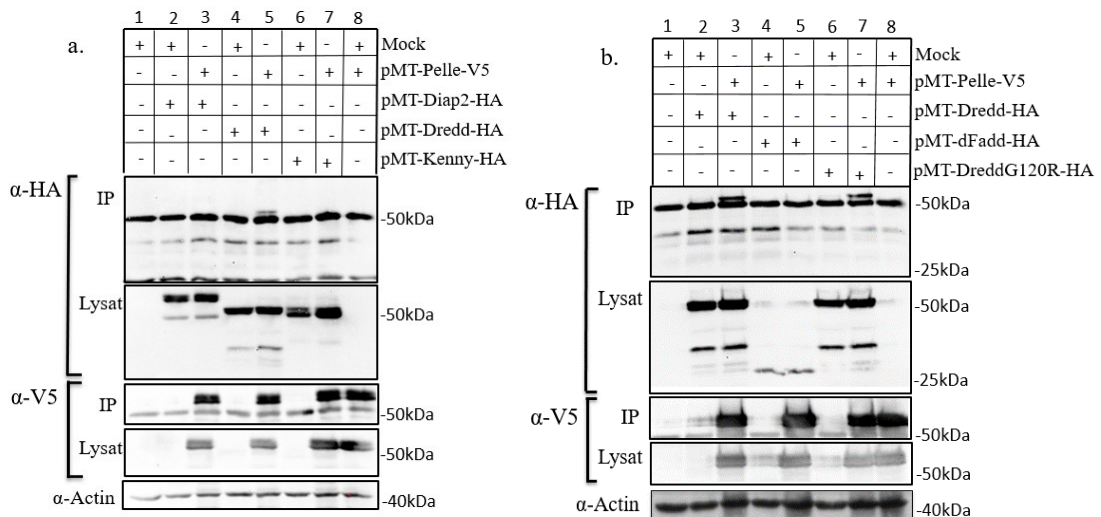 a.
1 2 3 4 5 6 7 8
+ + - + - + - + Mock
- - + - + - + + pMT-Pelle-V5
- + + - - - - - pMT-Diap2-HA
- - - + + - - - pMT-Dredd-HA
- - - - - + + - pMT-Kenny-HA
α-HA
IP
-50kDa
Lysat
-50kDa
α-V5
IP
-50kDa
Lysat
-50kDa
α-Actin
-40kDa
b.
1 2 3 4 5 6 7 8
+ + - + - + - + Mock
- - + - + - + + pMT-Pelle-V5
- + + - - - - - pMT-Dredd-HA
- - - + + - - - pMT-dFadd-HA
- - - - - + + - pMT-DreddG120R-HA
α-HA
IP
-50kDa
-25kDa
Lysat
-50kDa
-25kDa
α-V5
IP
-50kDa
Lysat
-50kDa
α-Actin
-40kDa